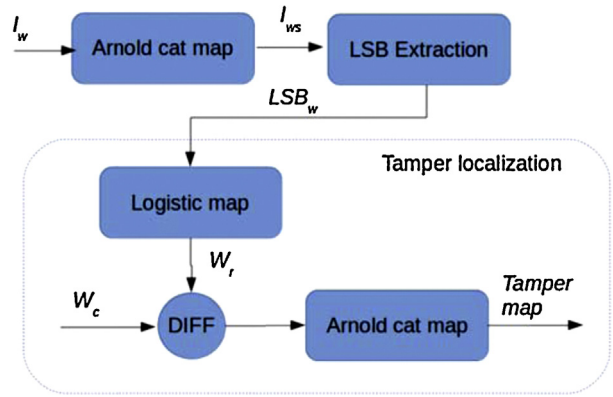 I_w
Arnold cat map
I_ws
LSB Extraction
LSB_w
Tamper localization
Logistic map
W_r
W_c
DIFF
Arnold cat map
Tamper
map